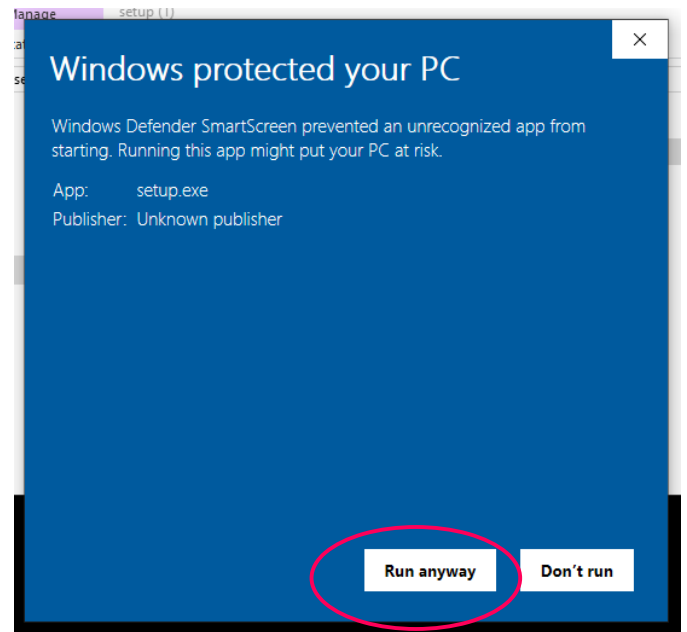 Manage
setup (1)
Windows protected your PC
Windows Defender SmartScreen prevented an unrecognized app from
starting. Running this app might put your PC at risk.
App: setup.exe
Publisher: Unknown publisher
Run anyway
Don't run